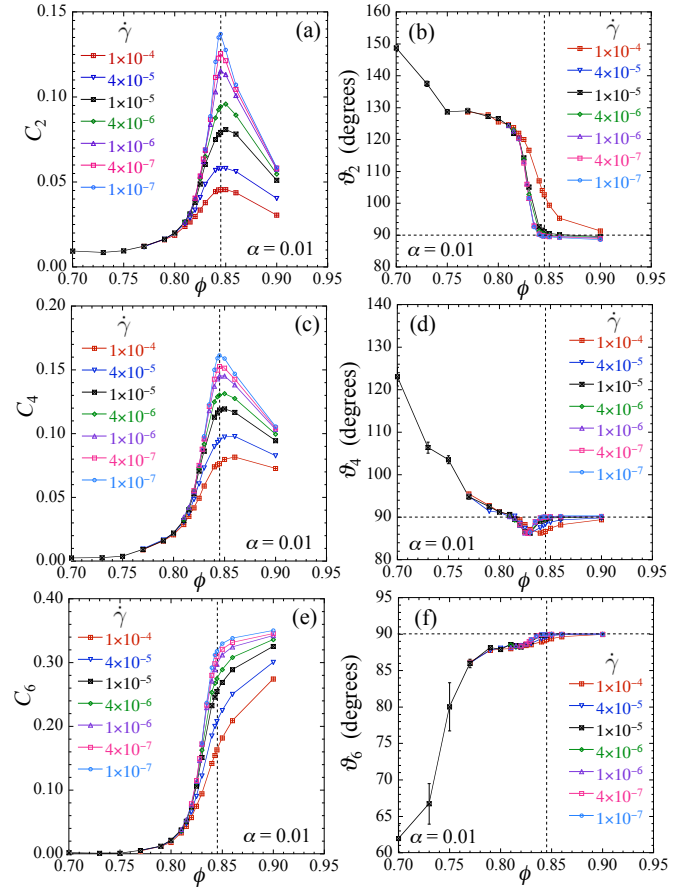 (a)
γ̇
1×10⁻⁴
4×10⁻⁵
1×10⁻⁵
4×10⁻⁶
1×10⁻⁶
4×10⁻⁷
1×10⁻⁷
C₂
0.15
0.10
0.05
0.00
α = 0.01
0.70 0.75 0.80 0.85 0.90 0.95
ϕ
(b)
γ̇
1×10⁻⁴
4×10⁻⁵
1×10⁻⁵
4×10⁻⁶
1×10⁻⁶
4×10⁻⁷
1×10⁻⁷
ϑ₂ (degrees)
160
150
140
130
120
110
100
90
80
α = 0.01
0.70 0.75 0.80 0.85 0.90 0.95
ϕ
(c)
γ̇
1×10⁻⁴
4×10⁻⁵
1×10⁻⁵
4×10⁻⁶
1×10⁻⁶
4×10⁻⁷
1×10⁻⁷
C₄
0.20
0.15
0.10
0.05
0.00
α = 0.01
0.70 0.75 0.80 0.85 0.90 0.95
ϕ
(d)
γ̇
1×10⁻⁴
4×10⁻⁵
1×10⁻⁵
4×10⁻⁶
1×10⁻⁶
4×10⁻⁷
1×10⁻⁷
ϑ₄ (degrees)
140
130
120
110
100
90
80
α = 0.01
0.70 0.75 0.80 0.85 0.90 0.95
ϕ
(e)
γ̇
1×10⁻⁴
4×10⁻⁵
1×10⁻⁵
4×10⁻⁶
1×10⁻⁶
4×10⁻⁷
1×10⁻⁷
C₆
0.40
0.30
0.20
0.10
0.00
α = 0.01
0.70 0.75 0.80 0.85 0.90 0.95
ϕ
(f)
γ̇
1×10⁻⁴
4×10⁻⁵
1×10⁻⁵
4×10⁻⁶
1×10⁻⁶
4×10⁻⁷
1×10⁻⁷
ϑ₆ (degrees)
95
90
85
80
75
70
65
60
α = 0.01
0.70 0.75 0.80 0.85 0.90 0.95
ϕ